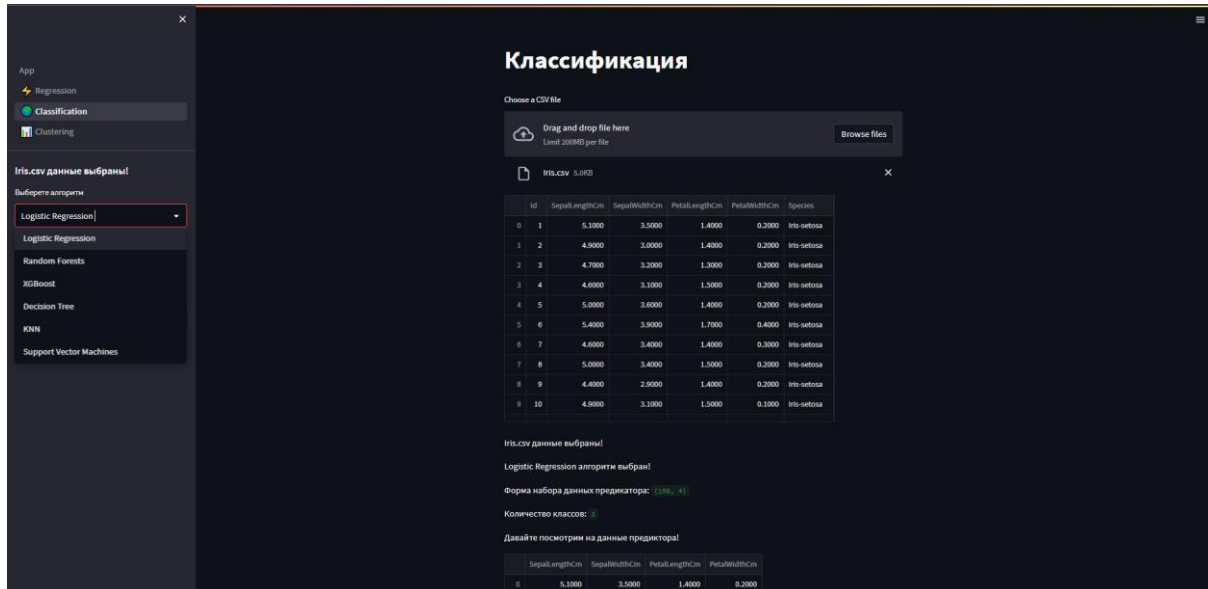 App
Regression
Classification
Clustering
Iris.csv данные выбраны!
Выберете алгоритм
Logistic Regression
Logistic Regression
Random Forests
XGBoost
Decision Tree
KNN
Support Vector Machines
Классификация
Choose a CSV file
Drag and drop file here
Limit 200MB per file
Browse files
Iris.csv 5.0KB
Id SepalLengthCm SepalWidthCm PetalLengthCm PetalWidthCm Species
0 1 5.1000 3.5000 1.4000 0.2000 Iris-setosa
1 2 4.9000 3.0000 1.4000 0.2000 Iris-setosa
2 3 4.7000 3.2000 1.3000 0.2000 Iris-setosa
3 4 4.6000 3.1000 1.5000 0.2000 Iris-setosa
4 5 5.0000 3.6000 1.4000 0.2000 Iris-setosa
5 6 5.4000 3.9000 1.7000 0.4000 Iris-setosa
6 7 4.6000 3.4000 1.4000 0.3000 Iris-setosa
7 8 5.0000 3.4000 1.5000 0.2000 Iris-setosa
8 9 4.4000 2.9000 1.4000 0.2000 Iris-setosa
9 10 4.9000 3.1000 1.5000 0.1000 Iris-setosa
Iris.csv данные выбраны!
Logistic Regression алгоритм выбран!
Форма набора данных предикатора: (150, 4)
Количество классов: 3
Давайте посмотрим на данные предиктора!
SepalLengthCm SepalWidthCm PetalLengthCm PetalWidthCm
0 5.1000 3.5000 1.4000 0.2000